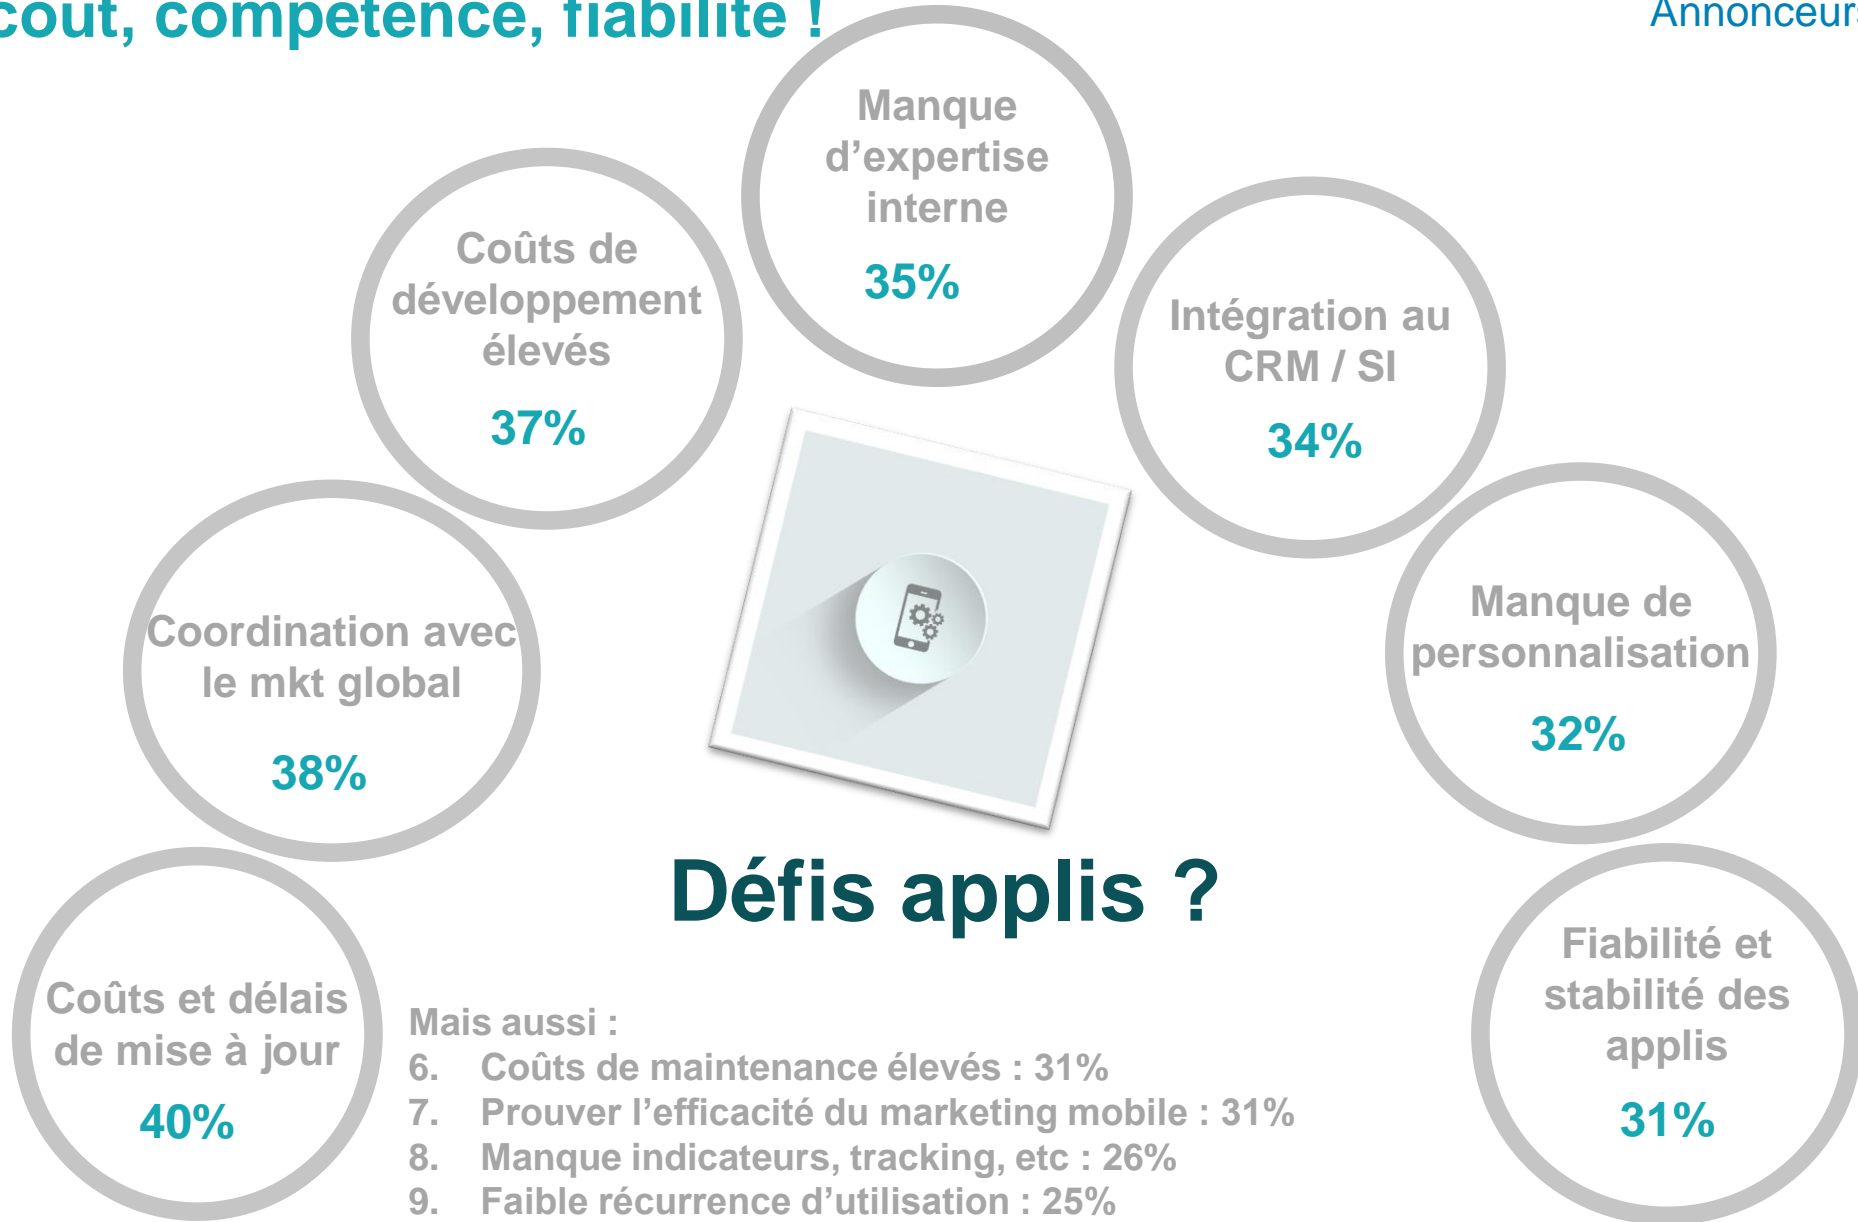 cout, compétence, fiabilité !
Annonceurs
Manque
d’expertise
interne
35%
Coûts de
développement
élevés
37%
Intégration au
CRM / SI
34%
Coordination avec
le mkt global
38%
Manque de
personnalisation
32%
Coûts et délais
de mise à jour
40%
Fiabilité et
stabilité des
applis
31%
Défis applis ?
Mais aussi :
6. Coûts de maintenance élevés : 31%
7. Prouver l’efficacité du marketing mobile : 31%
8. Manque indicateurs, tracking, etc : 26%
9. Faible récurrence d’utilisation : 25%